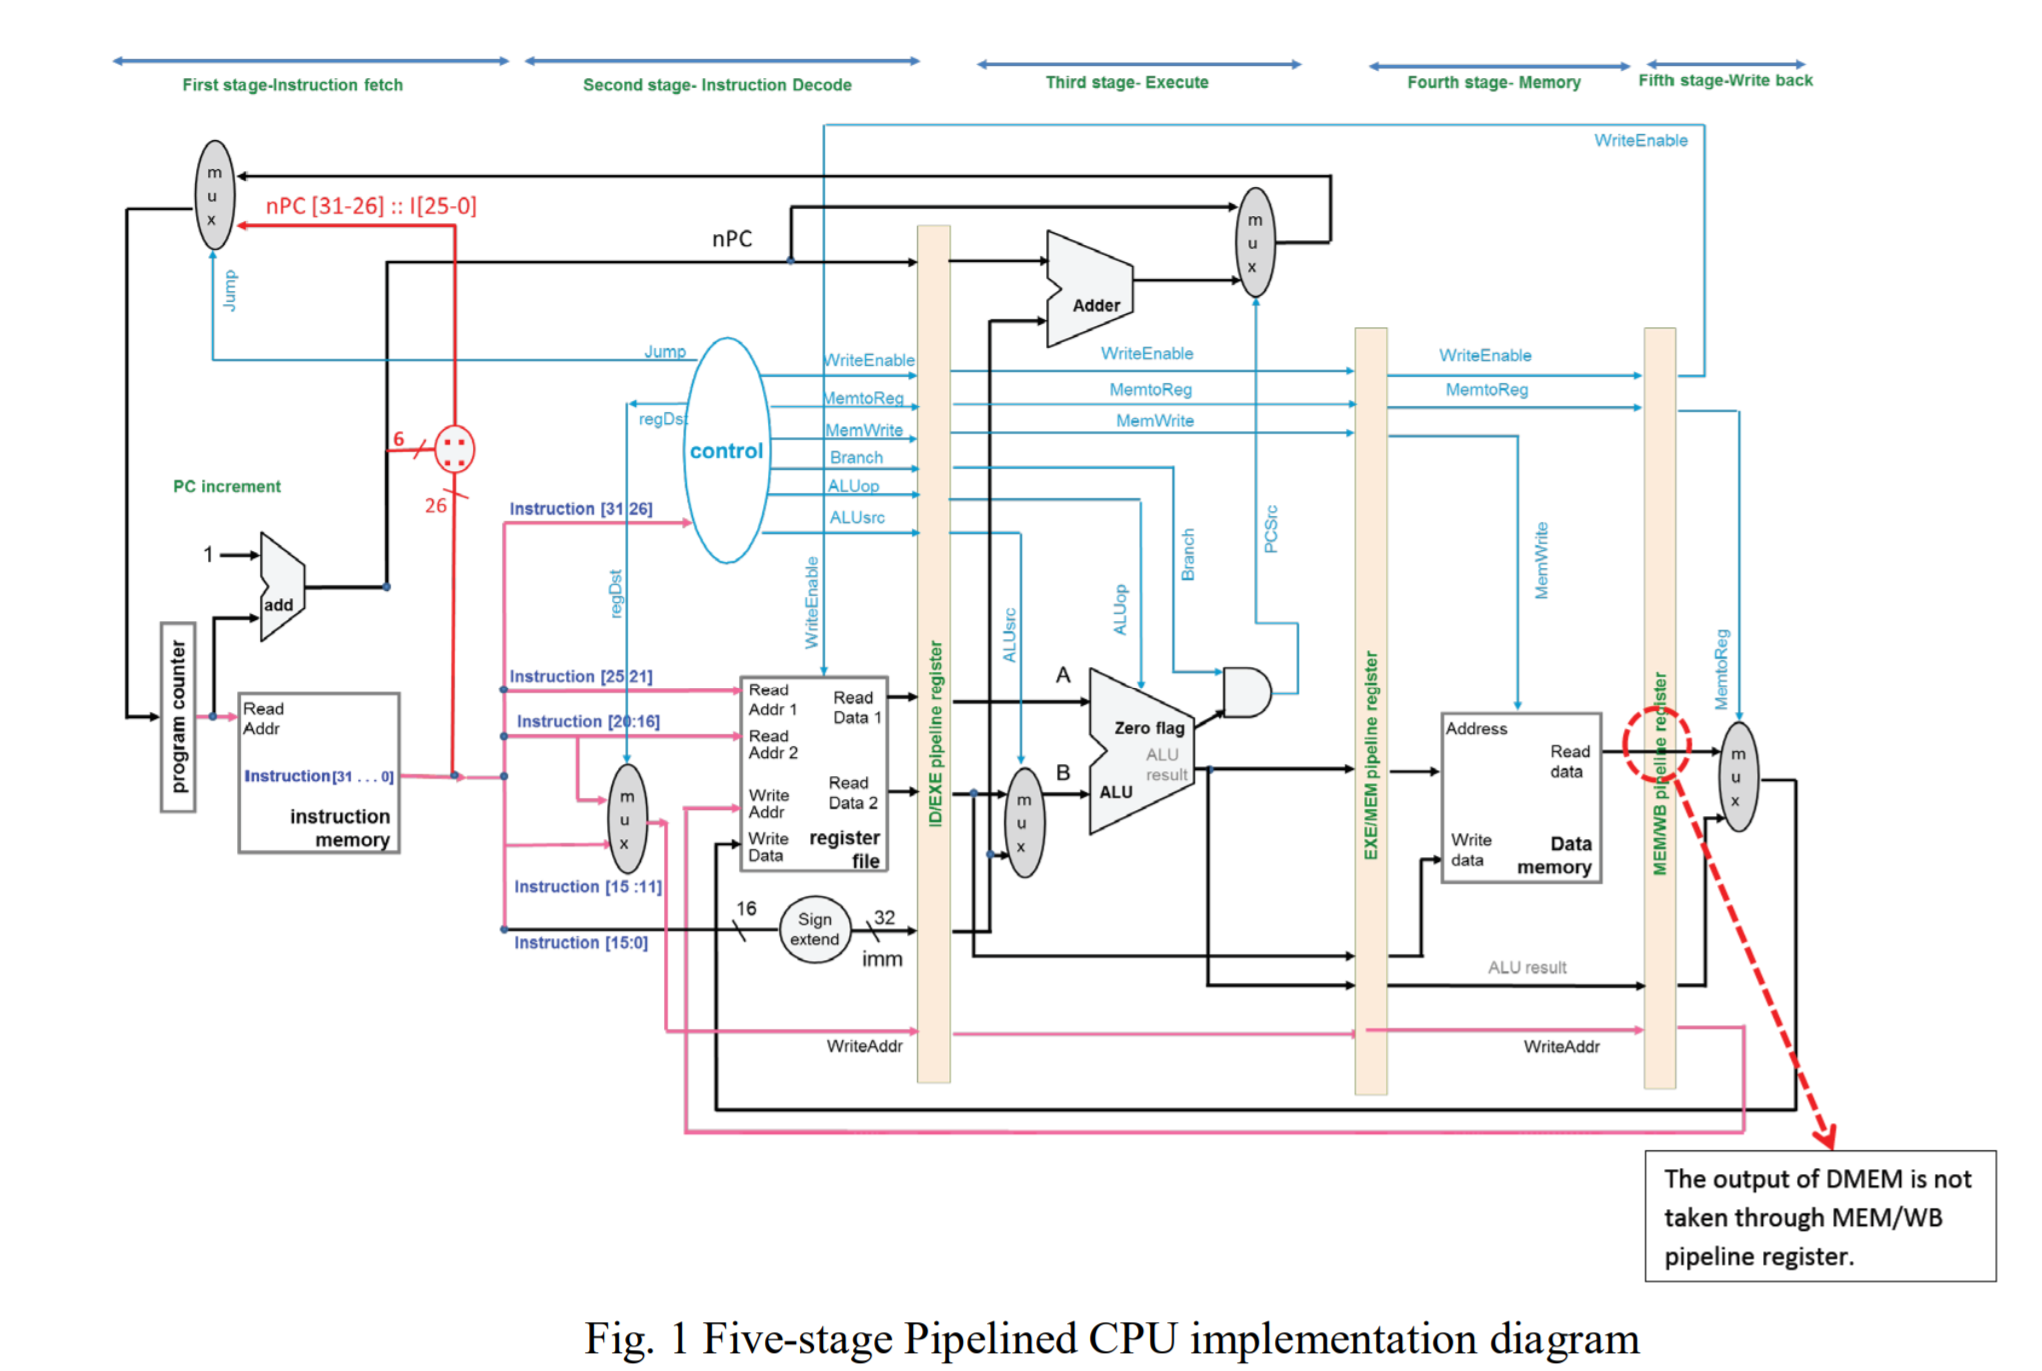 First stage-Instruction fetch
Second stage- Instruction Decode
Third stage- Execute
Fourth stage- Memory
Fifth stage-Write back
WriteEnable
m
u
x
nPC [31-26] :: I[25-0]
Jump
nPC
m
u
x
Adder
Jump
WriteEnable
WriteEnable
WriteEnable
MemtoReg
MemtoReg
MemtoReg
regDst
MemWrite
MemWrite
control
Branch
ALUop
ALUsrc
6
26
PC increment
Instruction [31:26]
1
add
regDst
WriteEnable
ALUsrc
ALUop
Branch
PCSrc
MemWrite
MemtoReg
program counter
Read
Addr
Instruction[31 . . . 0]
instruction
memory
Instruction [25:21]
Instruction [20:16]
m
u
x
Instruction [15 :11]
Instruction [15:0]
Read
Addr 1
Read
Addr 2
Write
Addr
Write
Data
Read
Data 1
Read
Data 2
register
file
16
Sign
extend
32
imm
ID/EXE pipeline register
A
B
m
u
x
Zero flag
ALU
result
ALU
EXE/MEM pipeline register
Address
Read
data
Write
data
Data
memory
MEM/WB pipeline register
m
u
x
ALU result
WriteAddr
WriteAddr
The output of DMEM is not
taken through MEM/WB
pipeline register.
Fig. 1 Five-stage Pipelined CPU implementation diagram